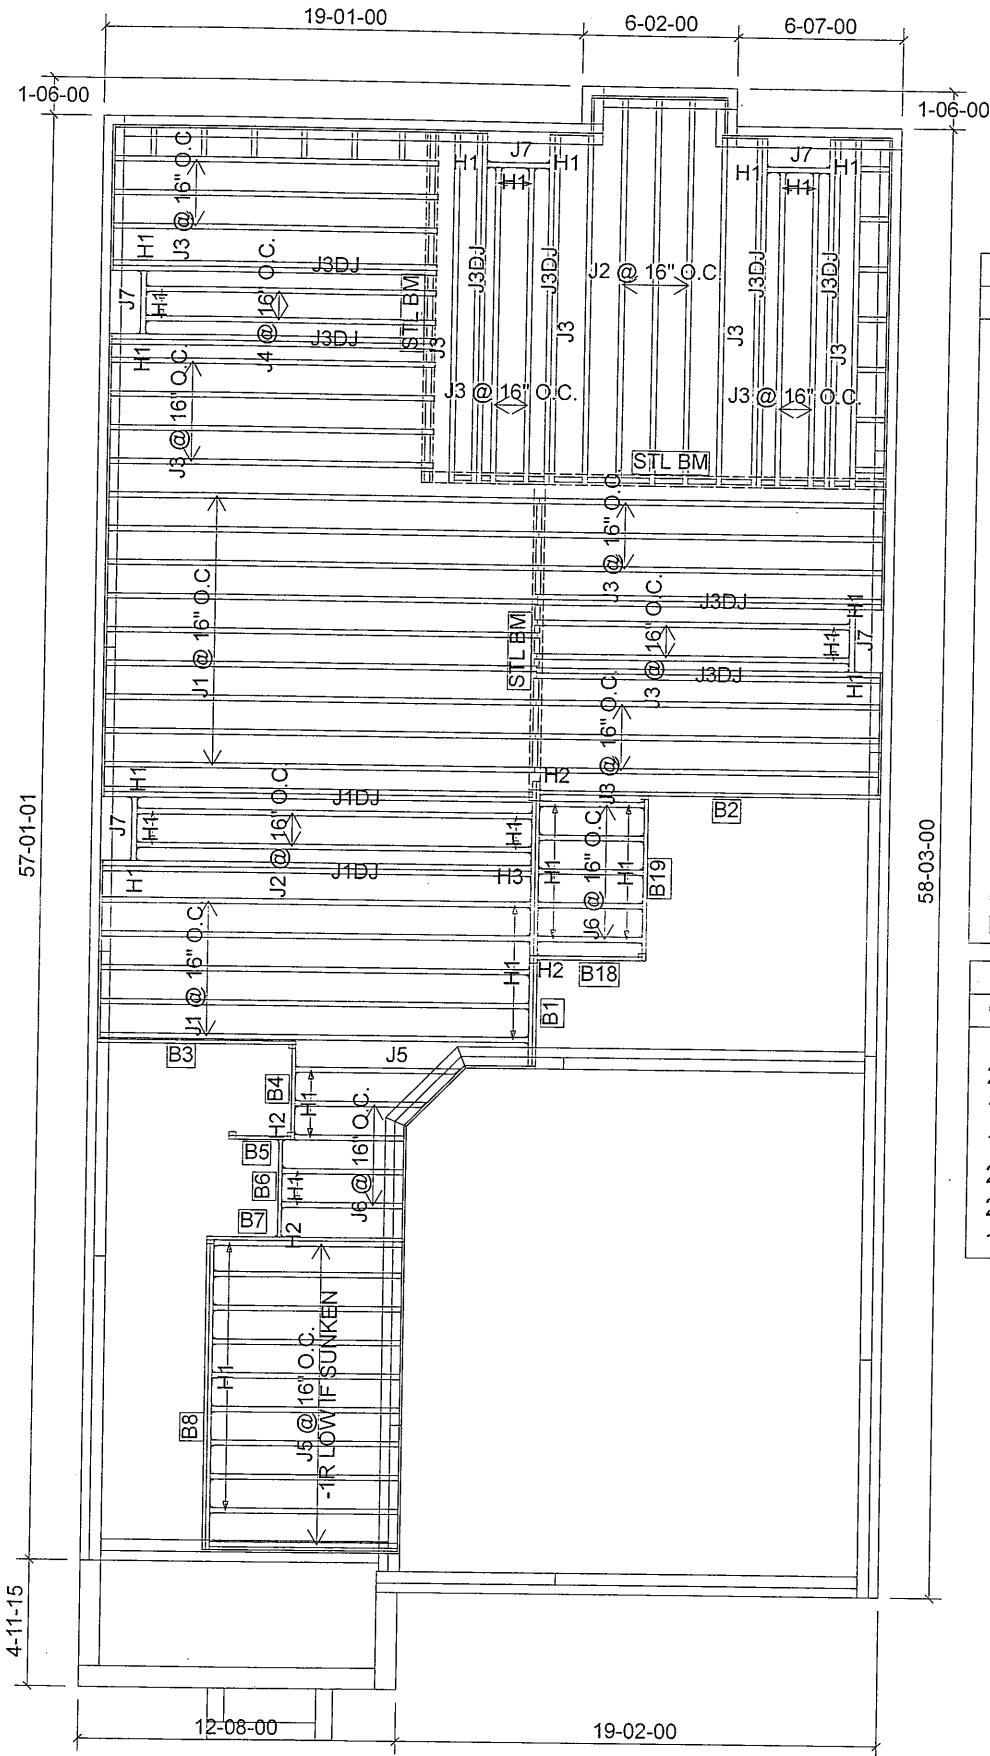 19-01-00
6-02-00
6-07-00
1-06-00
1-06-00
J3 @ 16" O.C
H1
J7
H1
H1
J3DJ
J4 @ 16" O.C.
J3DJ
H1
J3 @ 16" O.C.
STL BM
J3
H1
J7
H1
H1
J3DJ
J3DJ
J3
J3 @ 16" O.C.
J2 @ 16" O.C
STL BM
H1
J7
H1
H1
J3DJ
J3DJ
J3
J3
J3 @ 16" O.C.
J1 @ 16" O.C
STL BM
J3 @ 16" O.C
J3DJ
J3 @ 16" O.C.
J3DJ
H1
H1
J7
H1
J3 @ 16" O.C.
57-01-01
58-03-00
H1
J7
H1
H1
J1DJ
J2 @ 16" O.C.
J1DJ
H1
H3
H2
B2
J6 @ 16" O.C.
H1
H1
B19
J1 @ 16" O.C.
H1
H2
B18
B1
B3
J5
B4
H1
H2
B5
B6
H1
J6 @ 16" O.C.
B7
H2
H1
B8
J5 @ 16" O.C.
-1R LOW IF SUNKEN
4-11-15
12-08-00
19-02-00